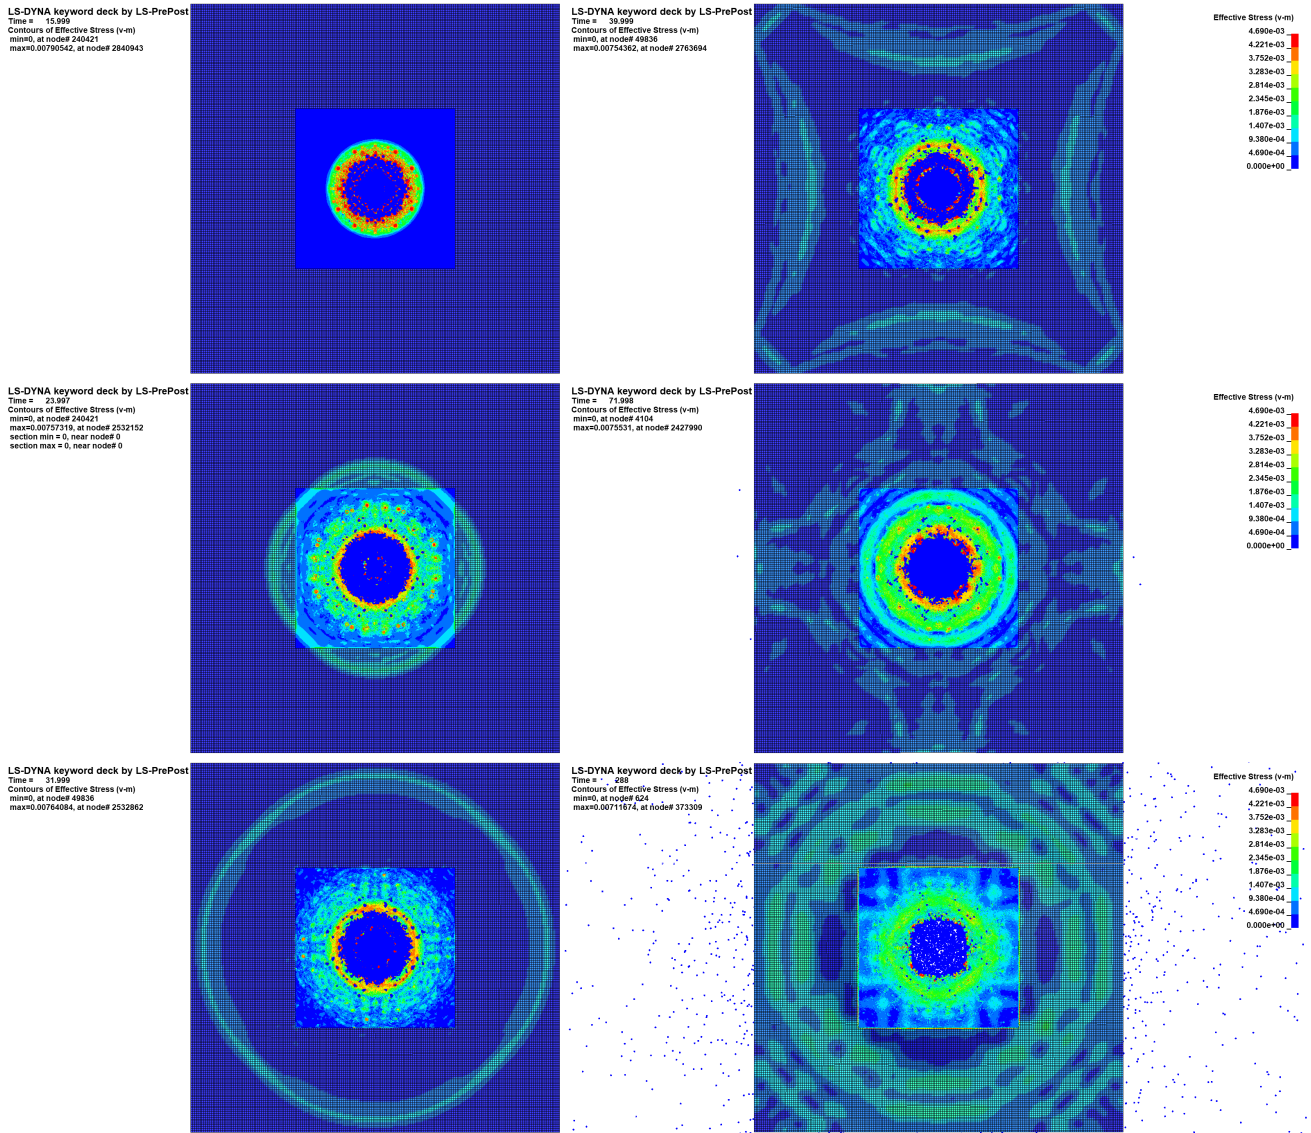 LS-DYNA keyword deck by LS-PrePost
Time = 15.999
Contours of Effective Stress (v-m)
min=0, at node# 240421
max=0.00790542, at node# 2840943
LS-DYNA keyword deck by LS-PrePost
Time = 39.999
Contours of Effective Stress (v-m)
min=0, at node# 49836
max=0.00754362, at node# 2763694
Effective Stress (v-m)
4.690e-03
4.221e-03
3.752e-03
3.283e-03
2.814e-03
2.345e-03
1.876e-03
1.407e-03
9.380e-04
4.690e-04
0.000e+00
LS-DYNA keyword deck by LS-PrePost
Time = 23.997
Contours of Effective Stress (v-m)
min=0, at node# 240421
max=0.00757319, at node# 2532152
section min = 0, near node# 0
section max = 0, near node# 0
LS-DYNA keyword deck by LS-PrePost
Time = 71.998
Contours of Effective Stress (v-m)
min=0, at node# 4104
max=0.0075531, at node# 2427990
Effective Stress (v-m)
4.690e-03
4.221e-03
3.752e-03
3.283e-03
2.814e-03
2.345e-03
1.876e-03
1.407e-03
9.380e-04
4.690e-04
0.000e+00
LS-DYNA keyword deck by LS-PrePost
Time = 31.999
Contours of Effective Stress (v-m)
min=0, at node# 49836
max=0.00764084, at node# 2532862
LS-DYNA keyword deck by LS-PrePost
Time = 288
Contours of Effective Stress (v-m)
min=0, at node# 624
max=0.00711674, at node# 373309
Effective Stress (v-m)
4.690e-03
4.221e-03
3.752e-03
3.283e-03
2.814e-03
2.345e-03
1.876e-03
1.407e-03
9.380e-04
4.690e-04
0.000e+00